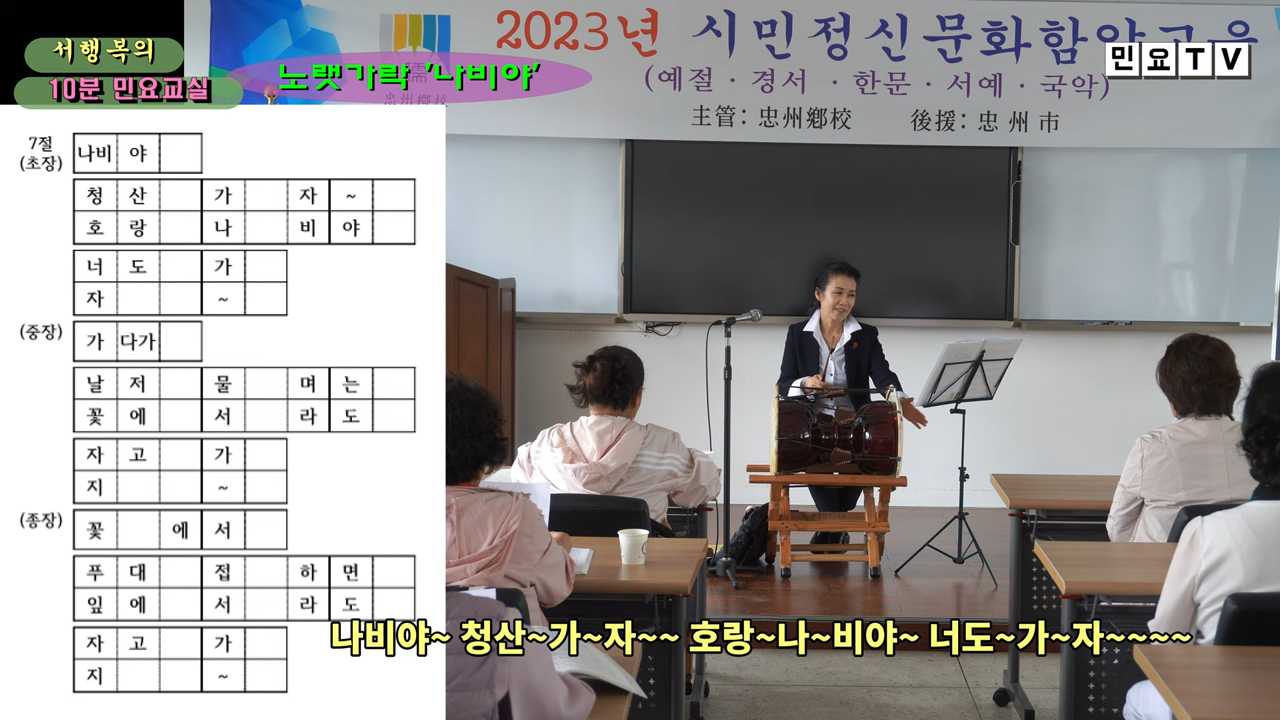 서행복의
10분 민요교실
노랫가락 '나비야'
2023년 시민정신문화함양교육
(예절 · 경서 · 한문 · 서예 · 국악)
主管: 忠州鄕校 後援: 忠州市
민요TV
7절
(초장)
나비 야
청 산 가 자 ~
호 랑 나 비 야
너 도 가
자 ~
(중장)
가 다가
날 저 물 며 는
꽃 에 서 라 도
자 고 가
지 ~
(종장)
꽃 에 서
푸 대 접 하 면
잎 에 서 라 도
자 고 가
지 ~
나비야~ 청산~가~자~~ 호랑~나~비야~ 너도~가~자~~~~